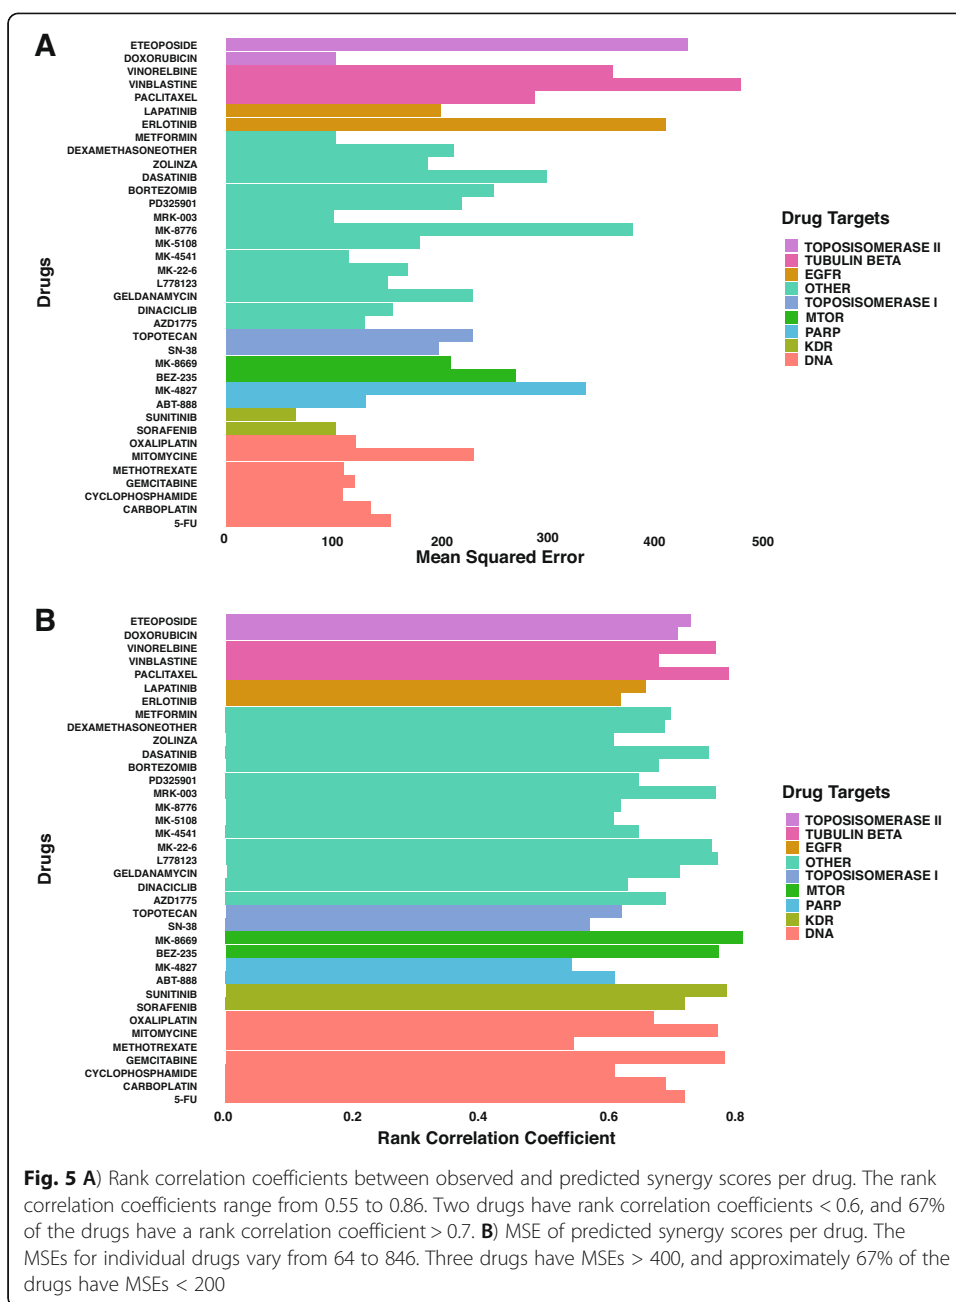 A
ETEOPOSIDE
DOXORUBICIN
VINORELBINE
VINBLASTINE
PACLITAXEL
LAPATINIB
ERLOTINIB
METFORMIN
DEXAMETHASONEOTHER
ZOLINZA
DASATINIB
BORTEZOMIB
PD325901
MRK-003
MK-8776
MK-5108
MK-4541
MK-22-6
L778123
GELDANAMYCIN
DINACICLIB
AZD1775
TOPOTECAN
SN-38
MK-8669
BEZ-235
MK-4827
ABT-888
SUNITINIB
SORAFENIB
OXALIPLATIN
MITOMYCINE
METHOTREXATE
GEMCITABINE
CYCLOPHOSPHAMIDE
CARBOPLATIN
5-FU
Drugs
0 100 200 300 400 500
Mean Squared Error
Drug Targets
TOPOSISOMERASE II
TUBULIN BETA
EGFR
OTHER
TOPOSISOMERASE I
MTOR
PARP
KDR
DNA
B
ETEOPOSIDE
DOXORUBICIN
VINORELBINE
VINBLASTINE
PACLITAXEL
LAPATINIB
ERLOTINIB
METFORMIN
DEXAMETHASONEOTHER
ZOLINZA
DASATINIB
BORTEZOMIB
PD325901
MRK-003
MK-8776
MK-5108
MK-4541
MK-22-6
L778123
GELDANAMYCIN
DINACICLIB
AZD1775
TOPOTECAN
SN-38
MK-8669
BEZ-235
MK-4827
ABT-888
SUNITINIB
SORAFENIB
OXALIPLATIN
MITOMYCINE
METHOTREXATE
GEMCITABINE
CYCLOPHOSPHAMIDE
CARBOPLATIN
5-FU
Drugs
0.0 0.2 0.4 0.6 0.8
Rank Correlation Coefficient
Drug Targets
TOPOSISOMERASE II
TUBULIN BETA
EGFR
OTHER
TOPOSISOMERASE I
MTOR
PARP
KDR
DNA
Fig. 5 A) Rank correlation coefficients between observed and predicted synergy scores per drug. The rank
correlation coefficients range from 0.55 to 0.86. Two drugs have rank correlation coefficients < 0.6, and 67%
of the drugs have a rank correlation coefficient > 0.7. B) MSE of predicted synergy scores per drug. The
MSEs for individual drugs vary from 64 to 846. Three drugs have MSEs > 400, and approximately 67% of the
drugs have MSEs < 200